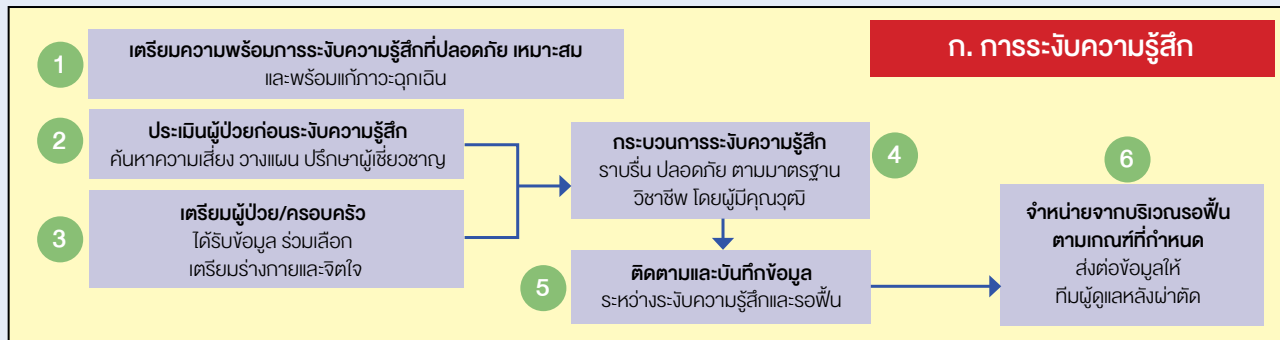 ก. การระงับความรู้สึก
1
เตรียมความพร้อมการระงับความรู้สึกที่ปลอดภัย เหมาะสม
และพร้อมแก้ภาวะฉุกเฉิน
2
ประเมินผู้ป่วยก่อนระงับความรู้สึก
ค้นหาความเสี่ยง วางแผน ปรึกษาผู้เชี่ยวชาญ
3
เตรียมผู้ป่วย/ครอบครัว
ได้รับข้อมูล ร่วมเลือก
เตรียมร่างกายและจิตใจ
4
กระบวนการระงับความรู้สึก
ราบรื่น ปลอดภัย ตามมาตรฐาน
วิชาชีพ โดยผู้มีคุณวุฒิ
5
ติดตามและบันทึกข้อมูล
ระหว่างระงับความรู้สึกและรอฟื้น
6
จำหน่ายจากบริเวณรอฟื้น
ตามเกณฑ์ที่กำหนด
ส่งต่อข้อมูลให้
ทีมผู้ดูแลหลังผ่าตัด